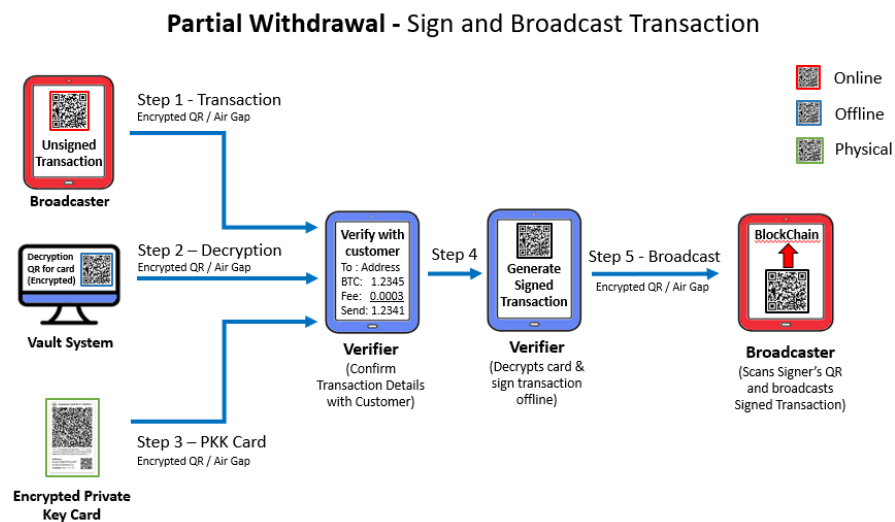 Partial Withdrawal - Sign and Broadcast Transaction
Online
Offline
Physical
Unsigned
Transaction
Broadcaster
Step 1 - Transaction
Encrypted QR / Air Gap
Decryption
QR for card
(Encrypted)
Vault System
Step 2 – Decryption
Encrypted QR / Air Gap
Encrypted Private
Key Card
Step 3 – PKK Card
Encrypted QR / Air Gap
Verify with
customer
To : Address
BTC: 1.2345
Fee: 0.0003
Send: 1.2341
Verifier
(Confirm
Transaction Details
with Customer)
Step 4
Generate
Signed
Transaction
Verifier
(Decrypts card &
sign transaction
offline)
Step 5 - Broadcast
Encrypted QR / Air Gap
BlockChain
Broadcaster
(Scans Signer’s QR
and broadcasts
Signed Transaction)